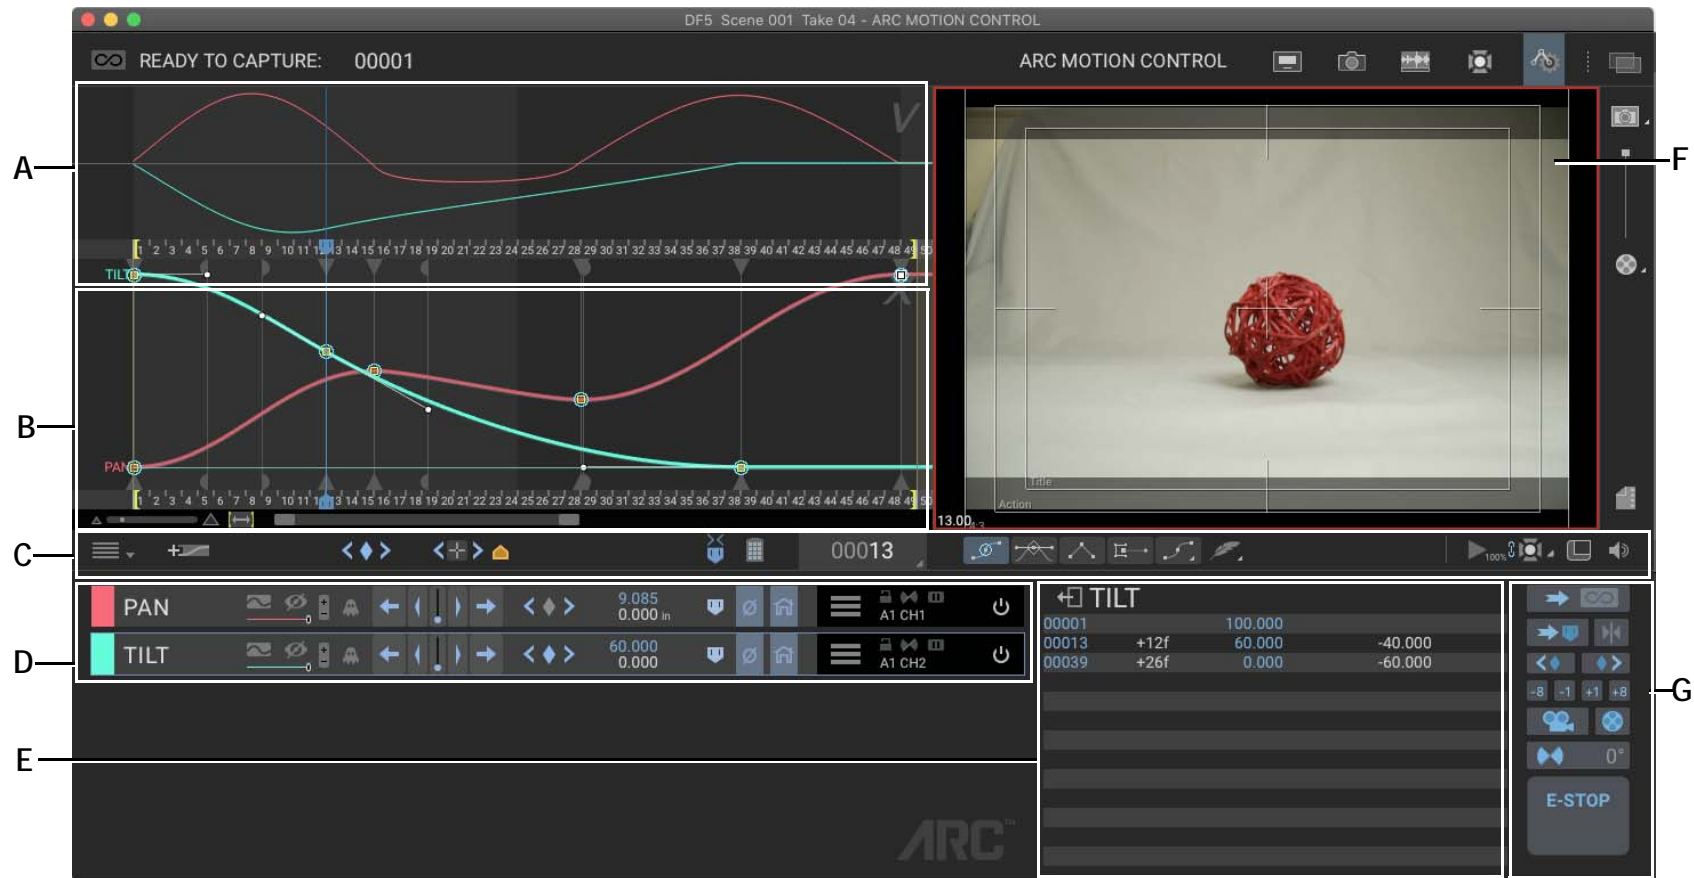 DF5 Scene 001 Take 04 - ARC MOTION CONTROL
READY TO CAPTURE: 00001
ARC MOTION CONTROL
V
A
F
1 2 3 4 5 6 7 8 9 10 11 12 13 14 15 16 17 18 19 20 21 22 23 24 25 26 27 28 29 30 31 32 33 34 35 36 37 38 39 40 41 42 43 44 45 46 47 48 49 50
TILT
X
B
PAN
Title
Action
1 2 3 4 5 6 7 8 9 10 11 12 13 14 15 16 17 18 19 20 21 22 23 24 25 26 27 28 29 30 31 32 33 34 35 36 37 38 39 40 41 42 43 44 45 46 47 48 49 50
13.00 4:3
C
00013
100%
PAN
0
9.085
0.000 in
A1 CH1
TILT
0
60.000
0.000
A1 CH2
D
TILT
00001 100.000
00013 +12f 60.000 -40.000
00039 +26f 0.000 -60.000
-8 -1 +1 +8
G
0°
E
E-STOP
ARC™